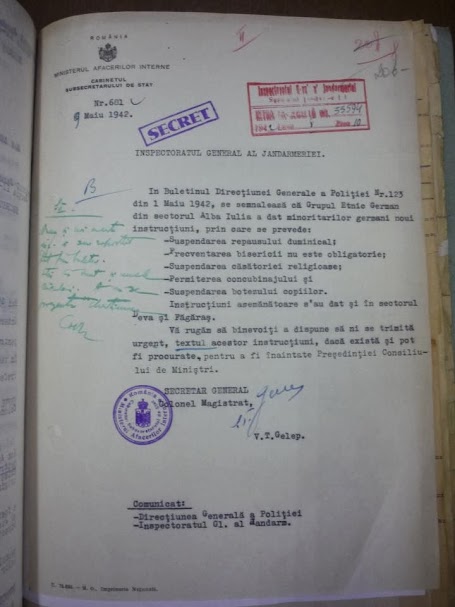 ROMÂNIA
MINISTERUL AFACERILOR INTERNE
CABINETUL
SUBSECRETARULUI DE STAT
II
206
Nr.681
9 Maiu 1942.
SECRET
INSPECTORATUL GENERAL AL JANDARMERIEI.
B
In Buletinul Direcţiunei Generale a Poliţiei Nr.123
din 1 Maiu 1942, se semnalează că Grupul Etnic German
din sectorul Alba Iulia a dat minoritarilor germani noui
instrucţiuni, prin care se prevede:
-Suspendarea repausului duminical;
-Frecventarea bisericii nu este obligatorie;
-Suspendarea căsătoriei religioase;
-Permiterea concubinajului şi
-Suspendarea botezului copiilor.
Instrucţiuni asemănătoare s'au dat şi în sectorul
Deva şi Făgăraş.
Vă rugăm să binevoiţi a dispune să ni se trimită
urgent, textul acestor instrucţiuni, dacă există şi pot
fi procurate, pentru a fi înaintate Preşedinţiei Consiliu-
lui de Miniştri.
SECRETAR GENERAL
Colonel Magistrat,
V.T.Gelep.
Comunicat:
-Direcţiunea Generală a Poliţiei
-Inspectoratul Gl. al Jandarm.